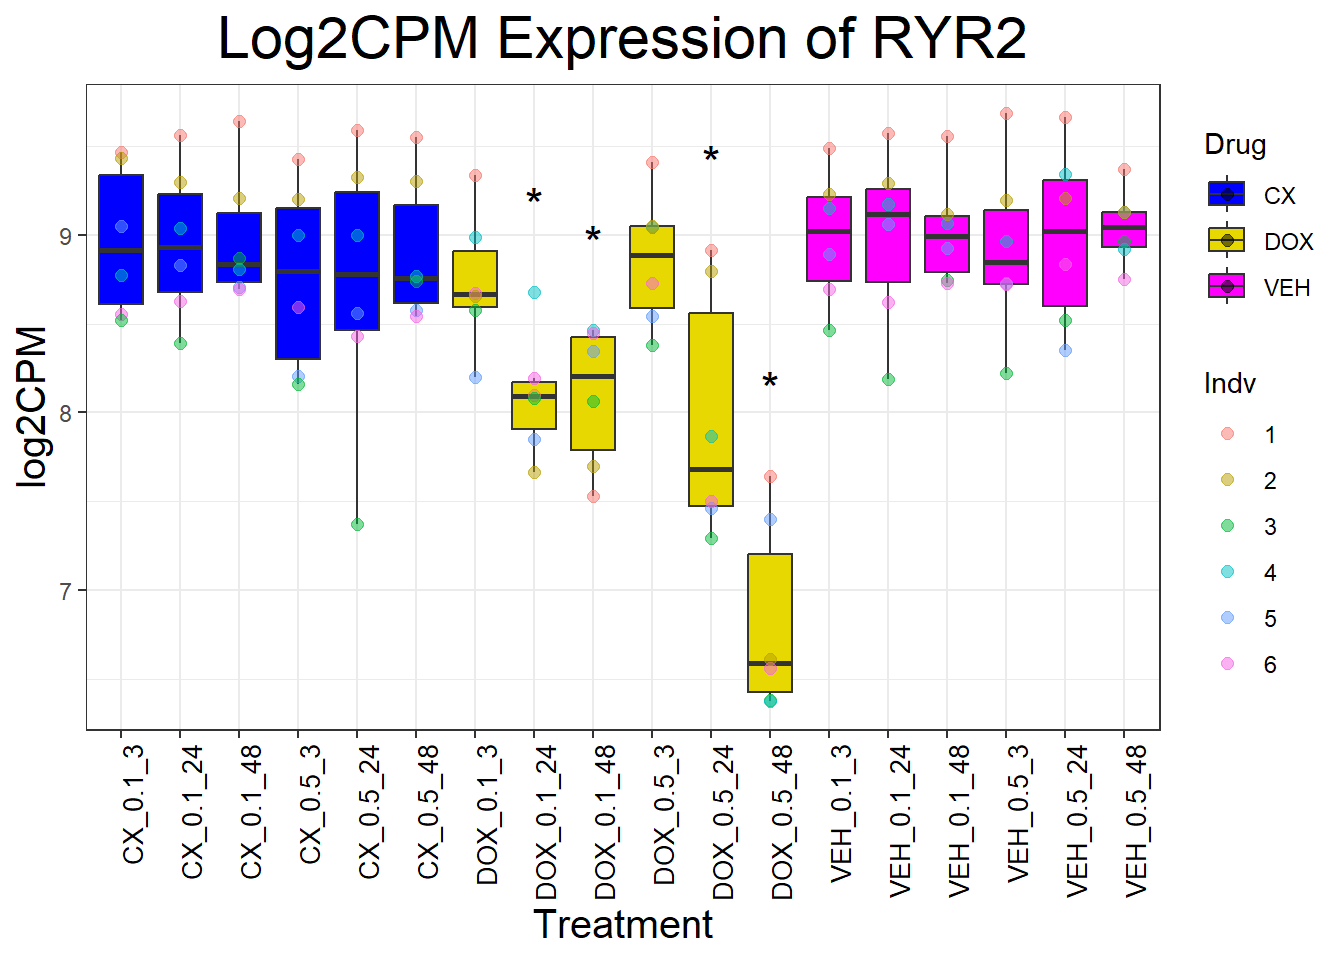 Log2CPM Expression of RYR2
log2CPM
9
8
7
*
*
*
*
CX_0.1_3
CX_0.1_24
CX_0.1_48
CX_0.5_3
CX_0.5_24
CX_0.5_48
DOX_0.1_3
DOX_0.1_24
DOX_0.1_48
DOX_0.5_3
DOX_0.5_24
DOX_0.5_48
VEH_0.1_3
VEH_0.1_24
VEH_0.1_48
VEH_0.5_3
VEH_0.5_24
VEH_0.5_48
Treatment
Drug
CX
DOX
VEH
Indv
1
2
3
4
5
6